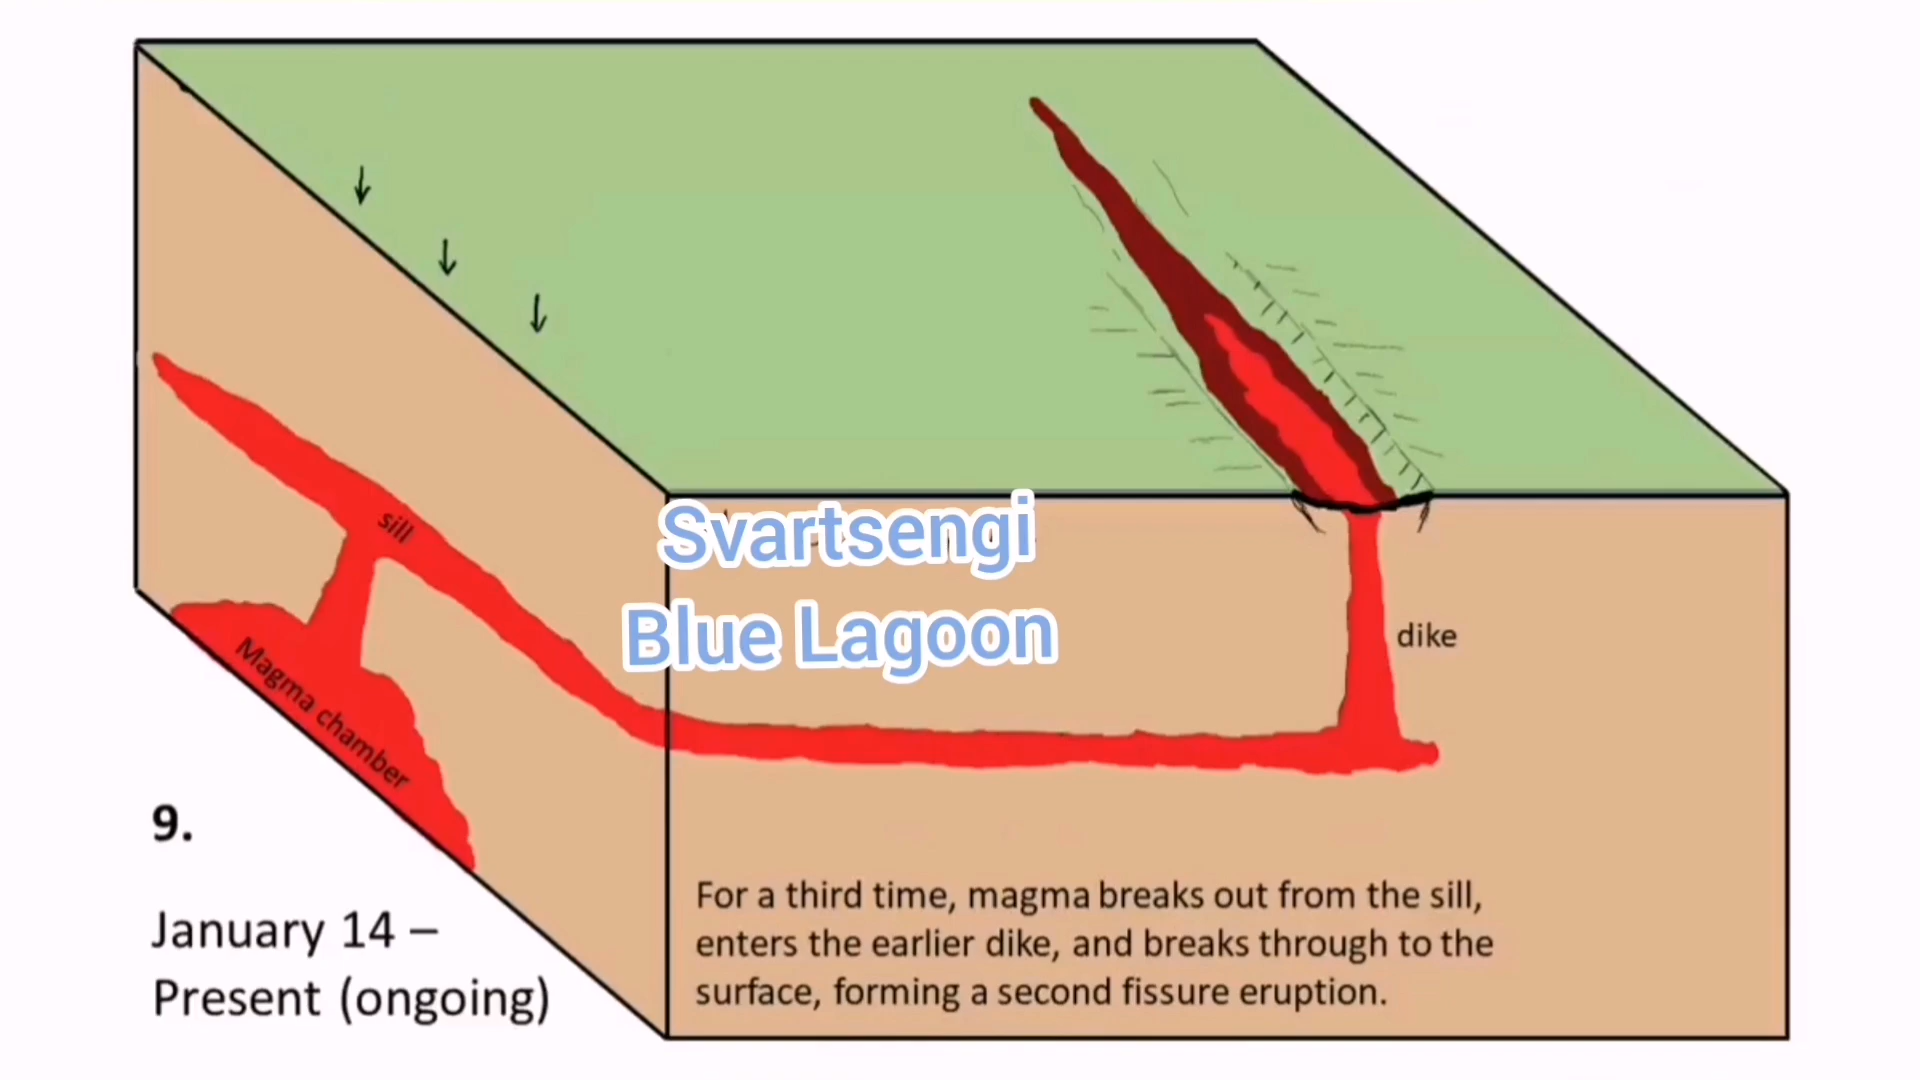 Svartsengi
Blue Lagoon
sill
Magma chamber
dike
9.
January 14 –
Present (ongoing)
For a third time, magma breaks out from the sill,
enters the earlier dike, and breaks through to the
surface, forming a second fissure eruption.